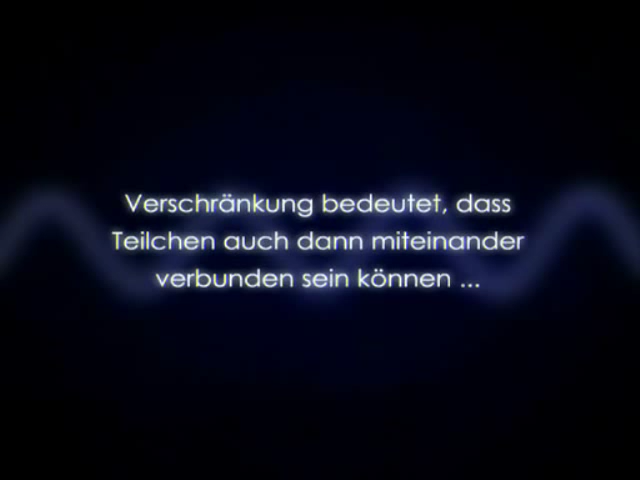 Verschränkung bedeutet, dass
Teilchen auch dann miteinander
verbunden sein können ...